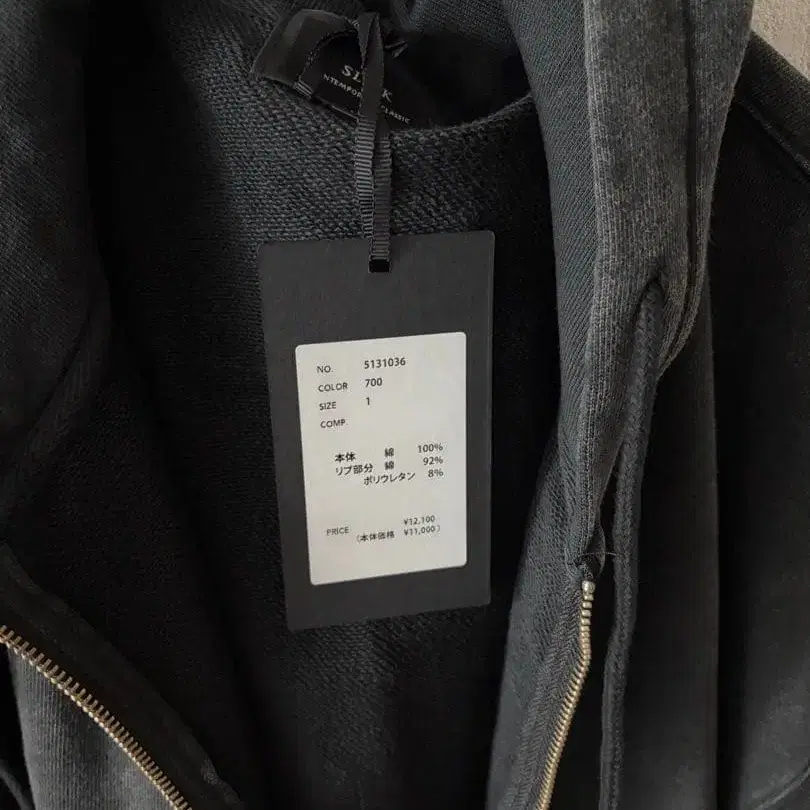 CLASSIC
NO. 5131036
COLOR 700
SIZE 1
COMP.
本体 綿 100%
リブ部分 綿 92%
ポリウレタン 8%
PRICE ¥12,100
(本体価格 ¥11,000)